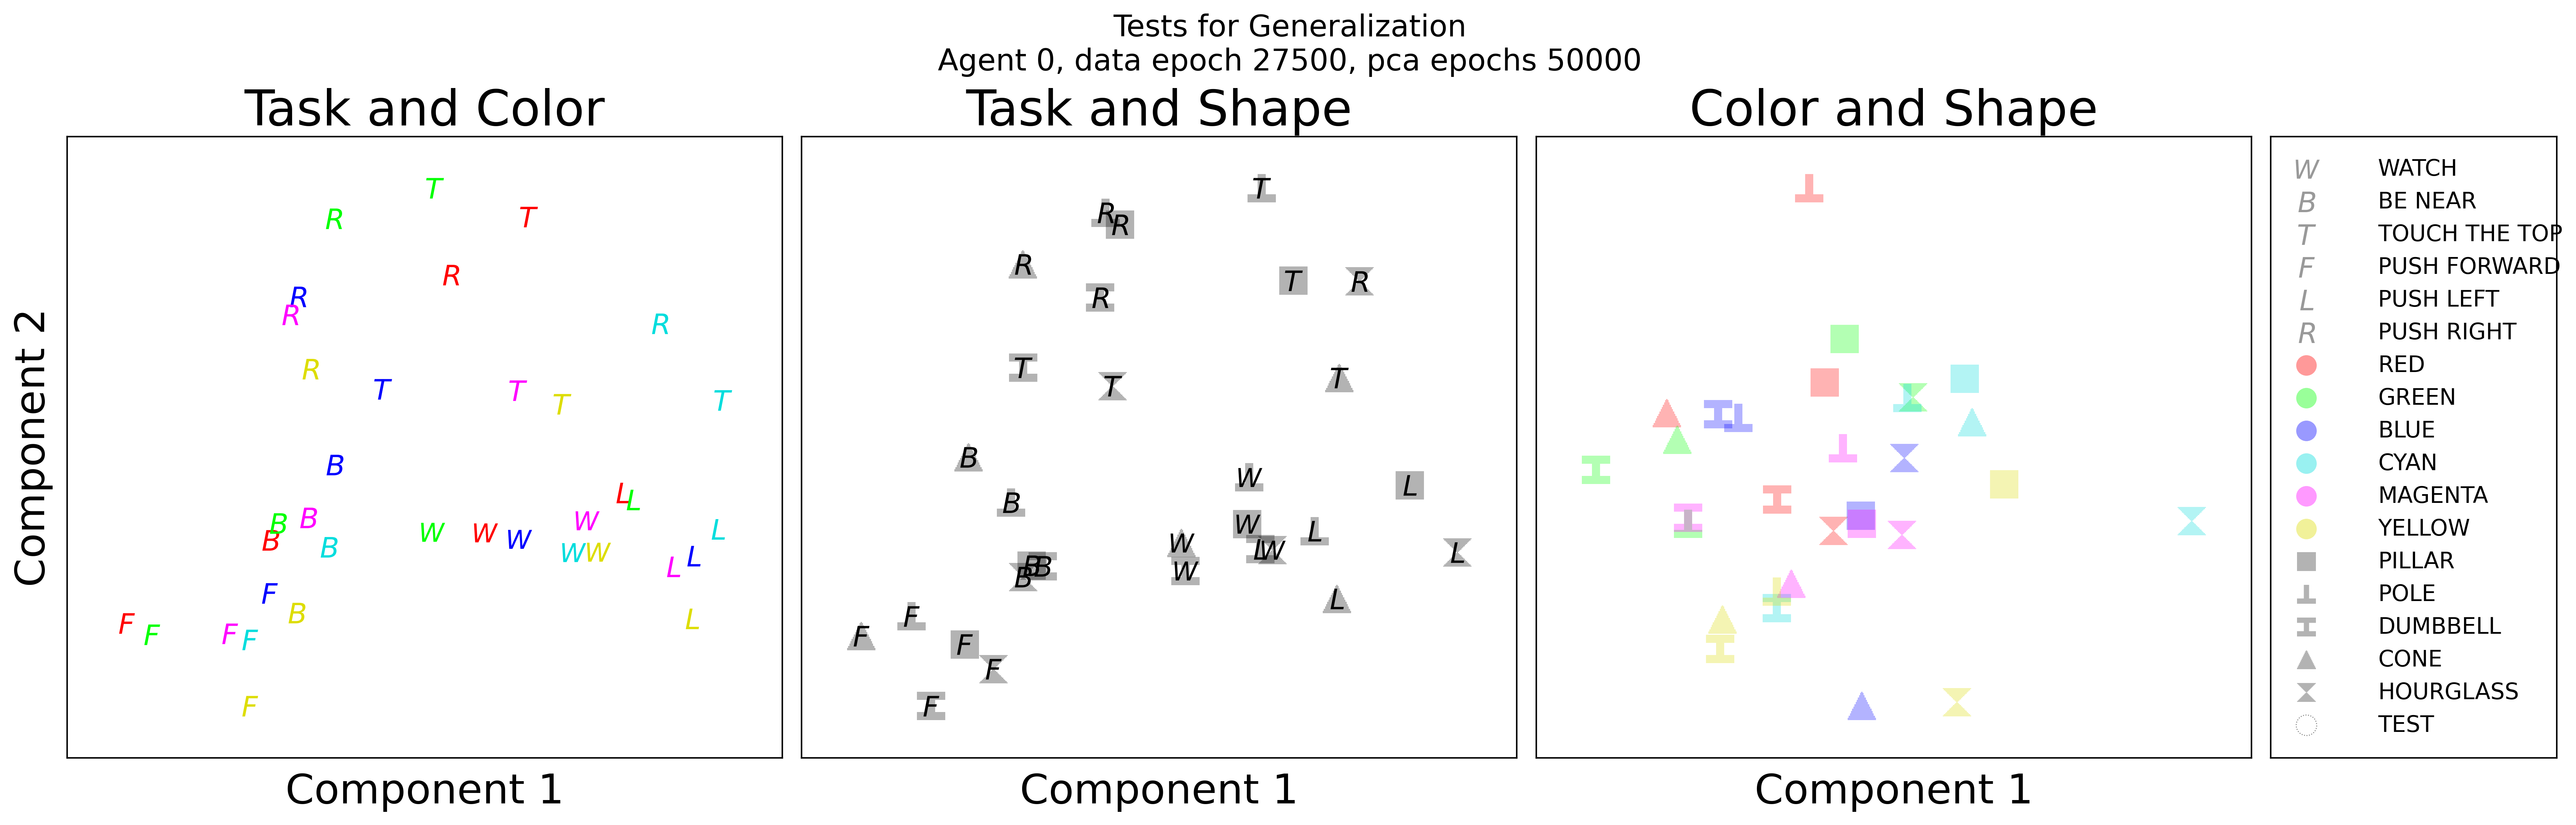 Tests for Generalization
Agent 0, data epoch 27500, pca epochs 50000
Task and Color
Task and Shape
Color and Shape
Component 2
T
R
T
R
R
R
R
R
T
T
T
T
B
L
L
B
B
B
B
W
W
W
W
W
W
L
L
L
L
F
B
F
F
F
F
F
T
R
R
R
T
R
R
T
T
T
B
B
W
W
L
L
W
W
L
W
L
L
B
B
B
F
F
F
F
F
Component 1
Component 1
Component 1
W WATCH
B BE NEAR
T TOUCH THE TOP
F PUSH FORWARD
L PUSH LEFT
R PUSH RIGHT
RED
GREEN
BLUE
CYAN
MAGENTA
YELLOW
PILLAR
POLE
DUMBBELL
CONE
HOURGLASS
TEST